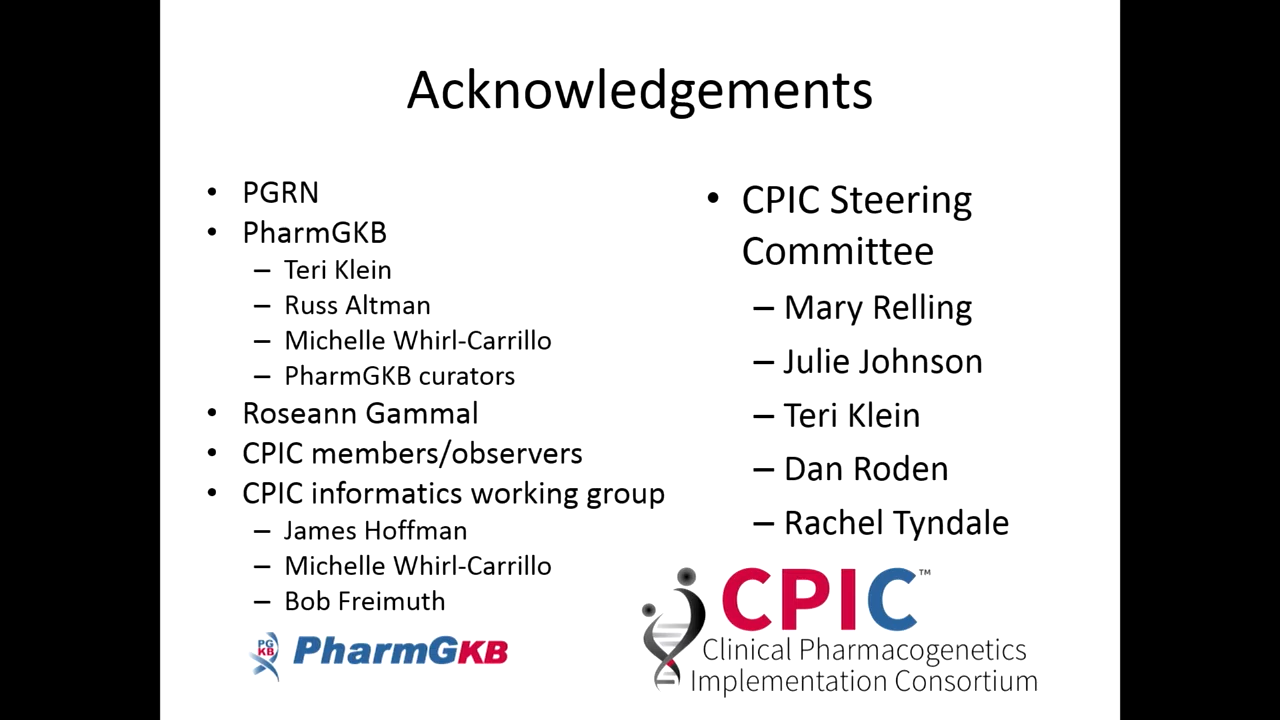 Acknowledgements
• PGRN
• PharmGKB
– Teri Klein
– Russ Altman
– Michelle Whirl-Carrillo
– PharmGKB curators
• Roseann Gammal
• CPIC members/observers
• CPIC informatics working group
– James Hoffman
– Michelle Whirl-Carrillo
– Bob Freimuth
PG
KB
PharmGKB
• CPIC Steering
Committee
– Mary Relling
– Julie Johnson
– Teri Klein
– Dan Roden
– Rachel Tyndale
CPIC™
Clinical Pharmacogenetics
Implementation Consortium